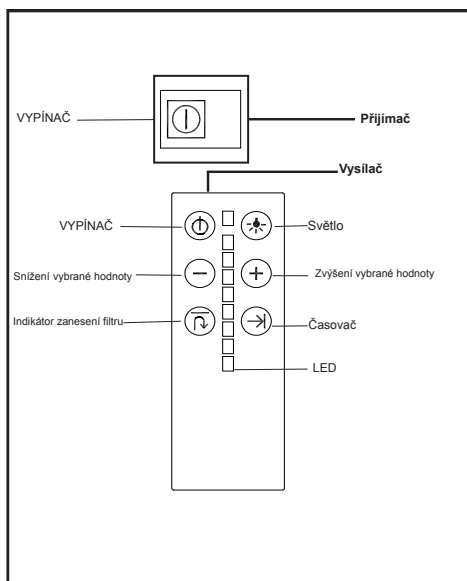 VYPÍNAČ
Přijímač
Vysílač
VYPÍNAČ
Světlo
Snížení vybrané hodnoty
Zvýšení vybrané hodnoty
Indikátor zanesení filtru
Časovač
LED